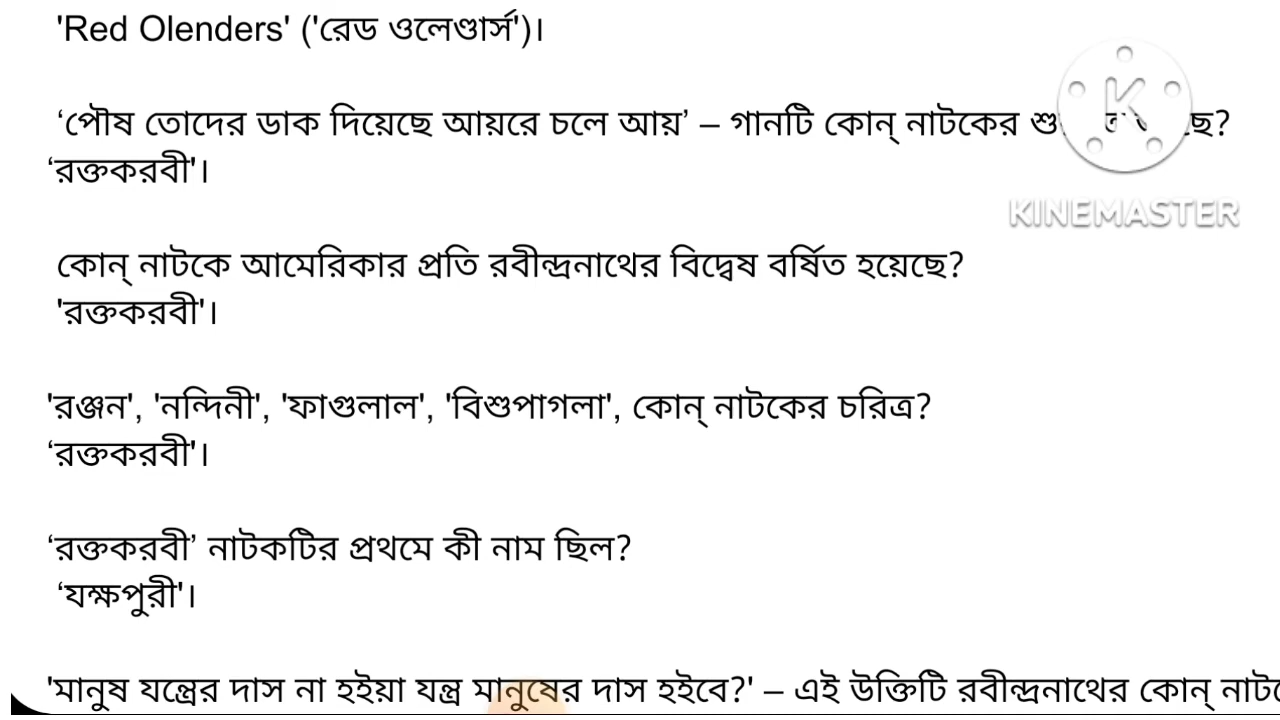 'Red Olenders' ('রেড ওলেণ্ডার্স')।
‘পৌষ তোদের ডাক দিয়েছে আয়রে চলে আয়’ – গানটি কোন্ নাটকের
‘রক্তকরবী'।
KINEMASTER
কোন্ নাটকে আমেরিকার প্রতি রবীন্দ্রনাথের বিদ্বেষ বর্ষিত হয়েছে?
'রক্তকরবী'।
'রঞ্জন', 'নন্দিনী', 'ফাগুলাল', 'বিশুপাগলা', কোন্ নাটকের চরিত্র?
‘রক্তকরবী'।
‘রক্তকরবী’ নাটকটির প্রথমে কী নাম ছিল?
‘যক্ষপুরী'।
'মানুষ যন্ত্রের দাস না হইয়া যন্ত্র মানুষের দাস হইবে?' – এই উক্তিটি রবীন্দ্রনাথের কোন্